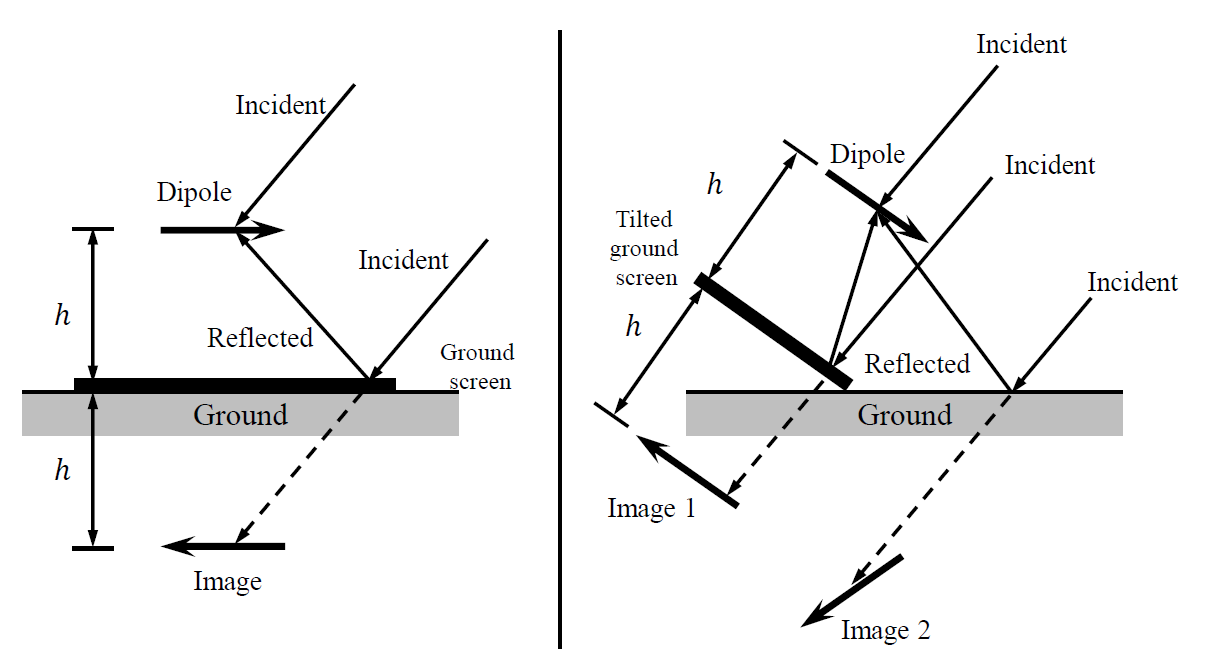 Incident
Dipole
Incident
h
Reflected
Ground
screen
Ground
h
Image
Incident
Dipole
Incident
h
Tilted
ground
screen
Incident
h
Reflected
Ground
Image 1
Image 2